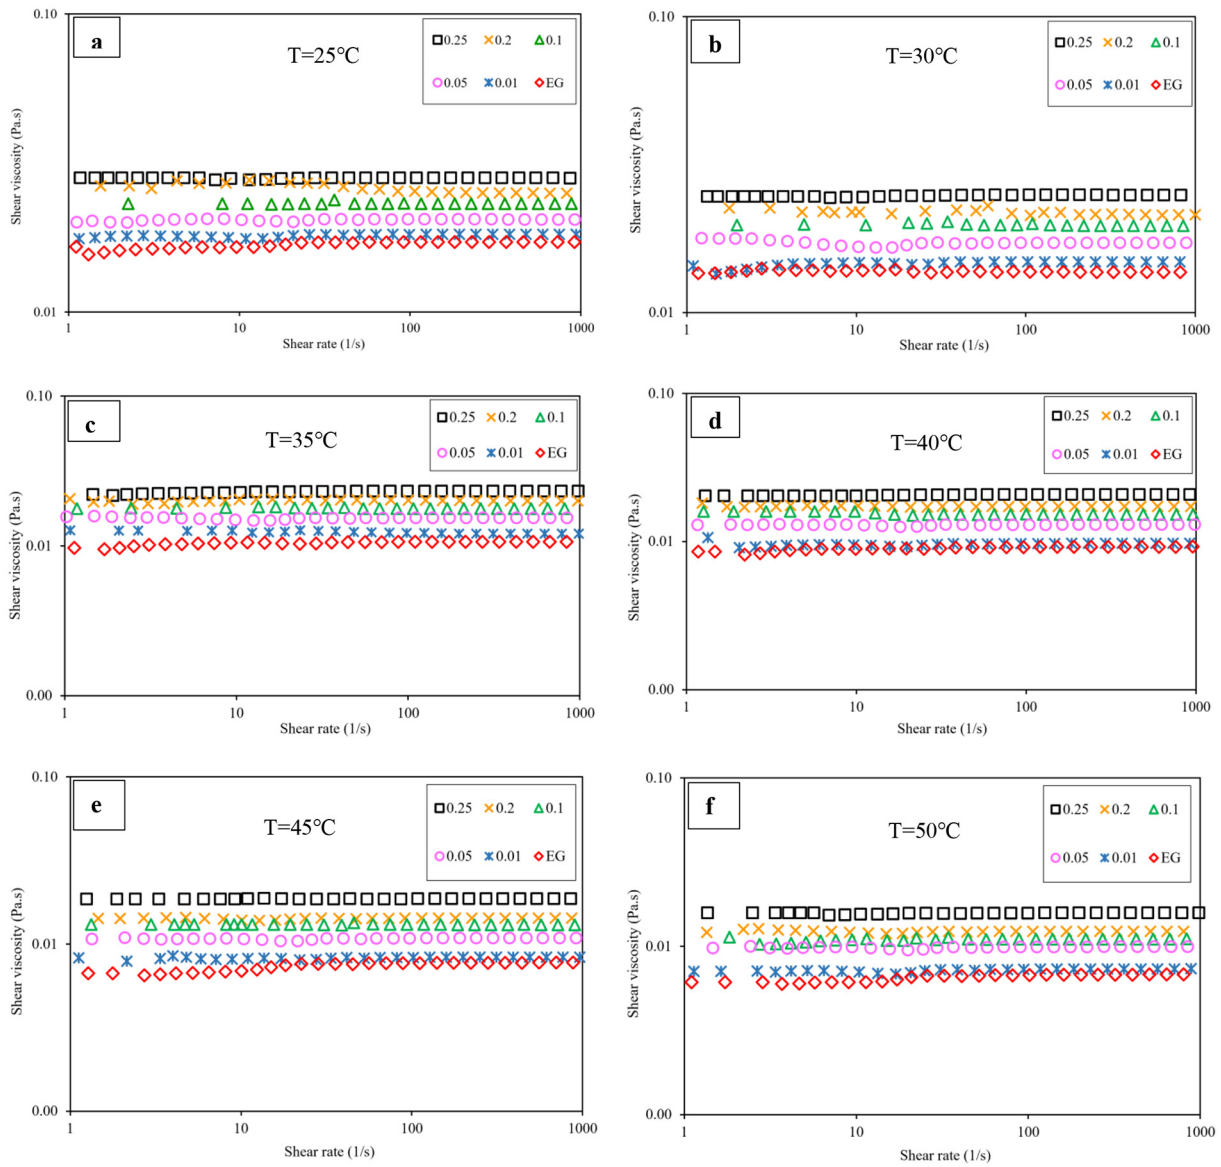 a
T=25℃
0.25 0.2 0.1
0.05 0.01 EG
0.10
0.01
Shear viscosity (Pa.s)
1 10 100 1000
Shear rate (1/s)
b
T=30℃
0.25 0.2 0.1
0.05 0.01 EG
0.10
0.01
Shear viscosity (Pa.s)
1 10 100 1000
Shear rate (1/s)
c
T=35℃
0.25 0.2 0.1
0.05 0.01 EG
0.10
0.01
0.00
Shear viscosity (Pa.s)
1 10 100 1000
Shear rate (1/s)
d
T=40℃
0.25 0.2 0.1
0.05 0.01 EG
0.10
0.01
0.00
Shear viscosity (Pa.s)
1 10 100 1000
Shear rate (1/s)
e
T=45℃
0.25 0.2 0.1
0.05 0.01 EG
0.10
0.01
0.00
Shear viscosity (Pa.s)
1 10 100 1000
Shear rate (1/s)
f
T=50℃
0.25 0.2 0.1
0.05 0.01 EG
0.10
0.01
0.00
Shear viscosity (Pa.s)
1 10 100 1000
Shear rate (1/s)